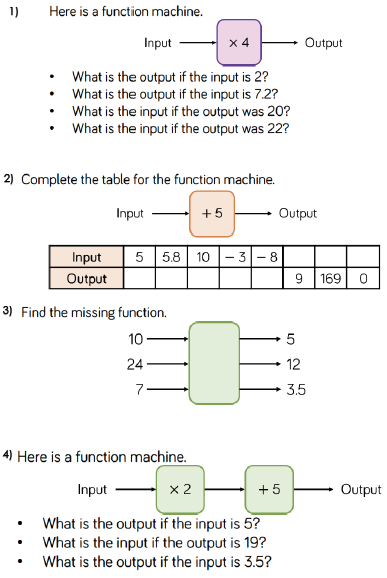 1) Here is a function machine.
Input × 4 Output
• What is the output if the input is 2?
• What is the output if the input is 7.2?
• What is the input if the output was 20?
• What is the input if the output was 22?
2) Complete the table for the function machine.
Input + 5 Output
Input 5 5.8 10 − 3 − 8
Output 9 169 0
3) Find the missing function.
10 5
24 12
7 3.5
4) Here is a function machine.
Input × 2 + 5 Output
• What is the output if the input is 5?
• What is the input if the output is 19?
• What is the output if the input is 3.5?